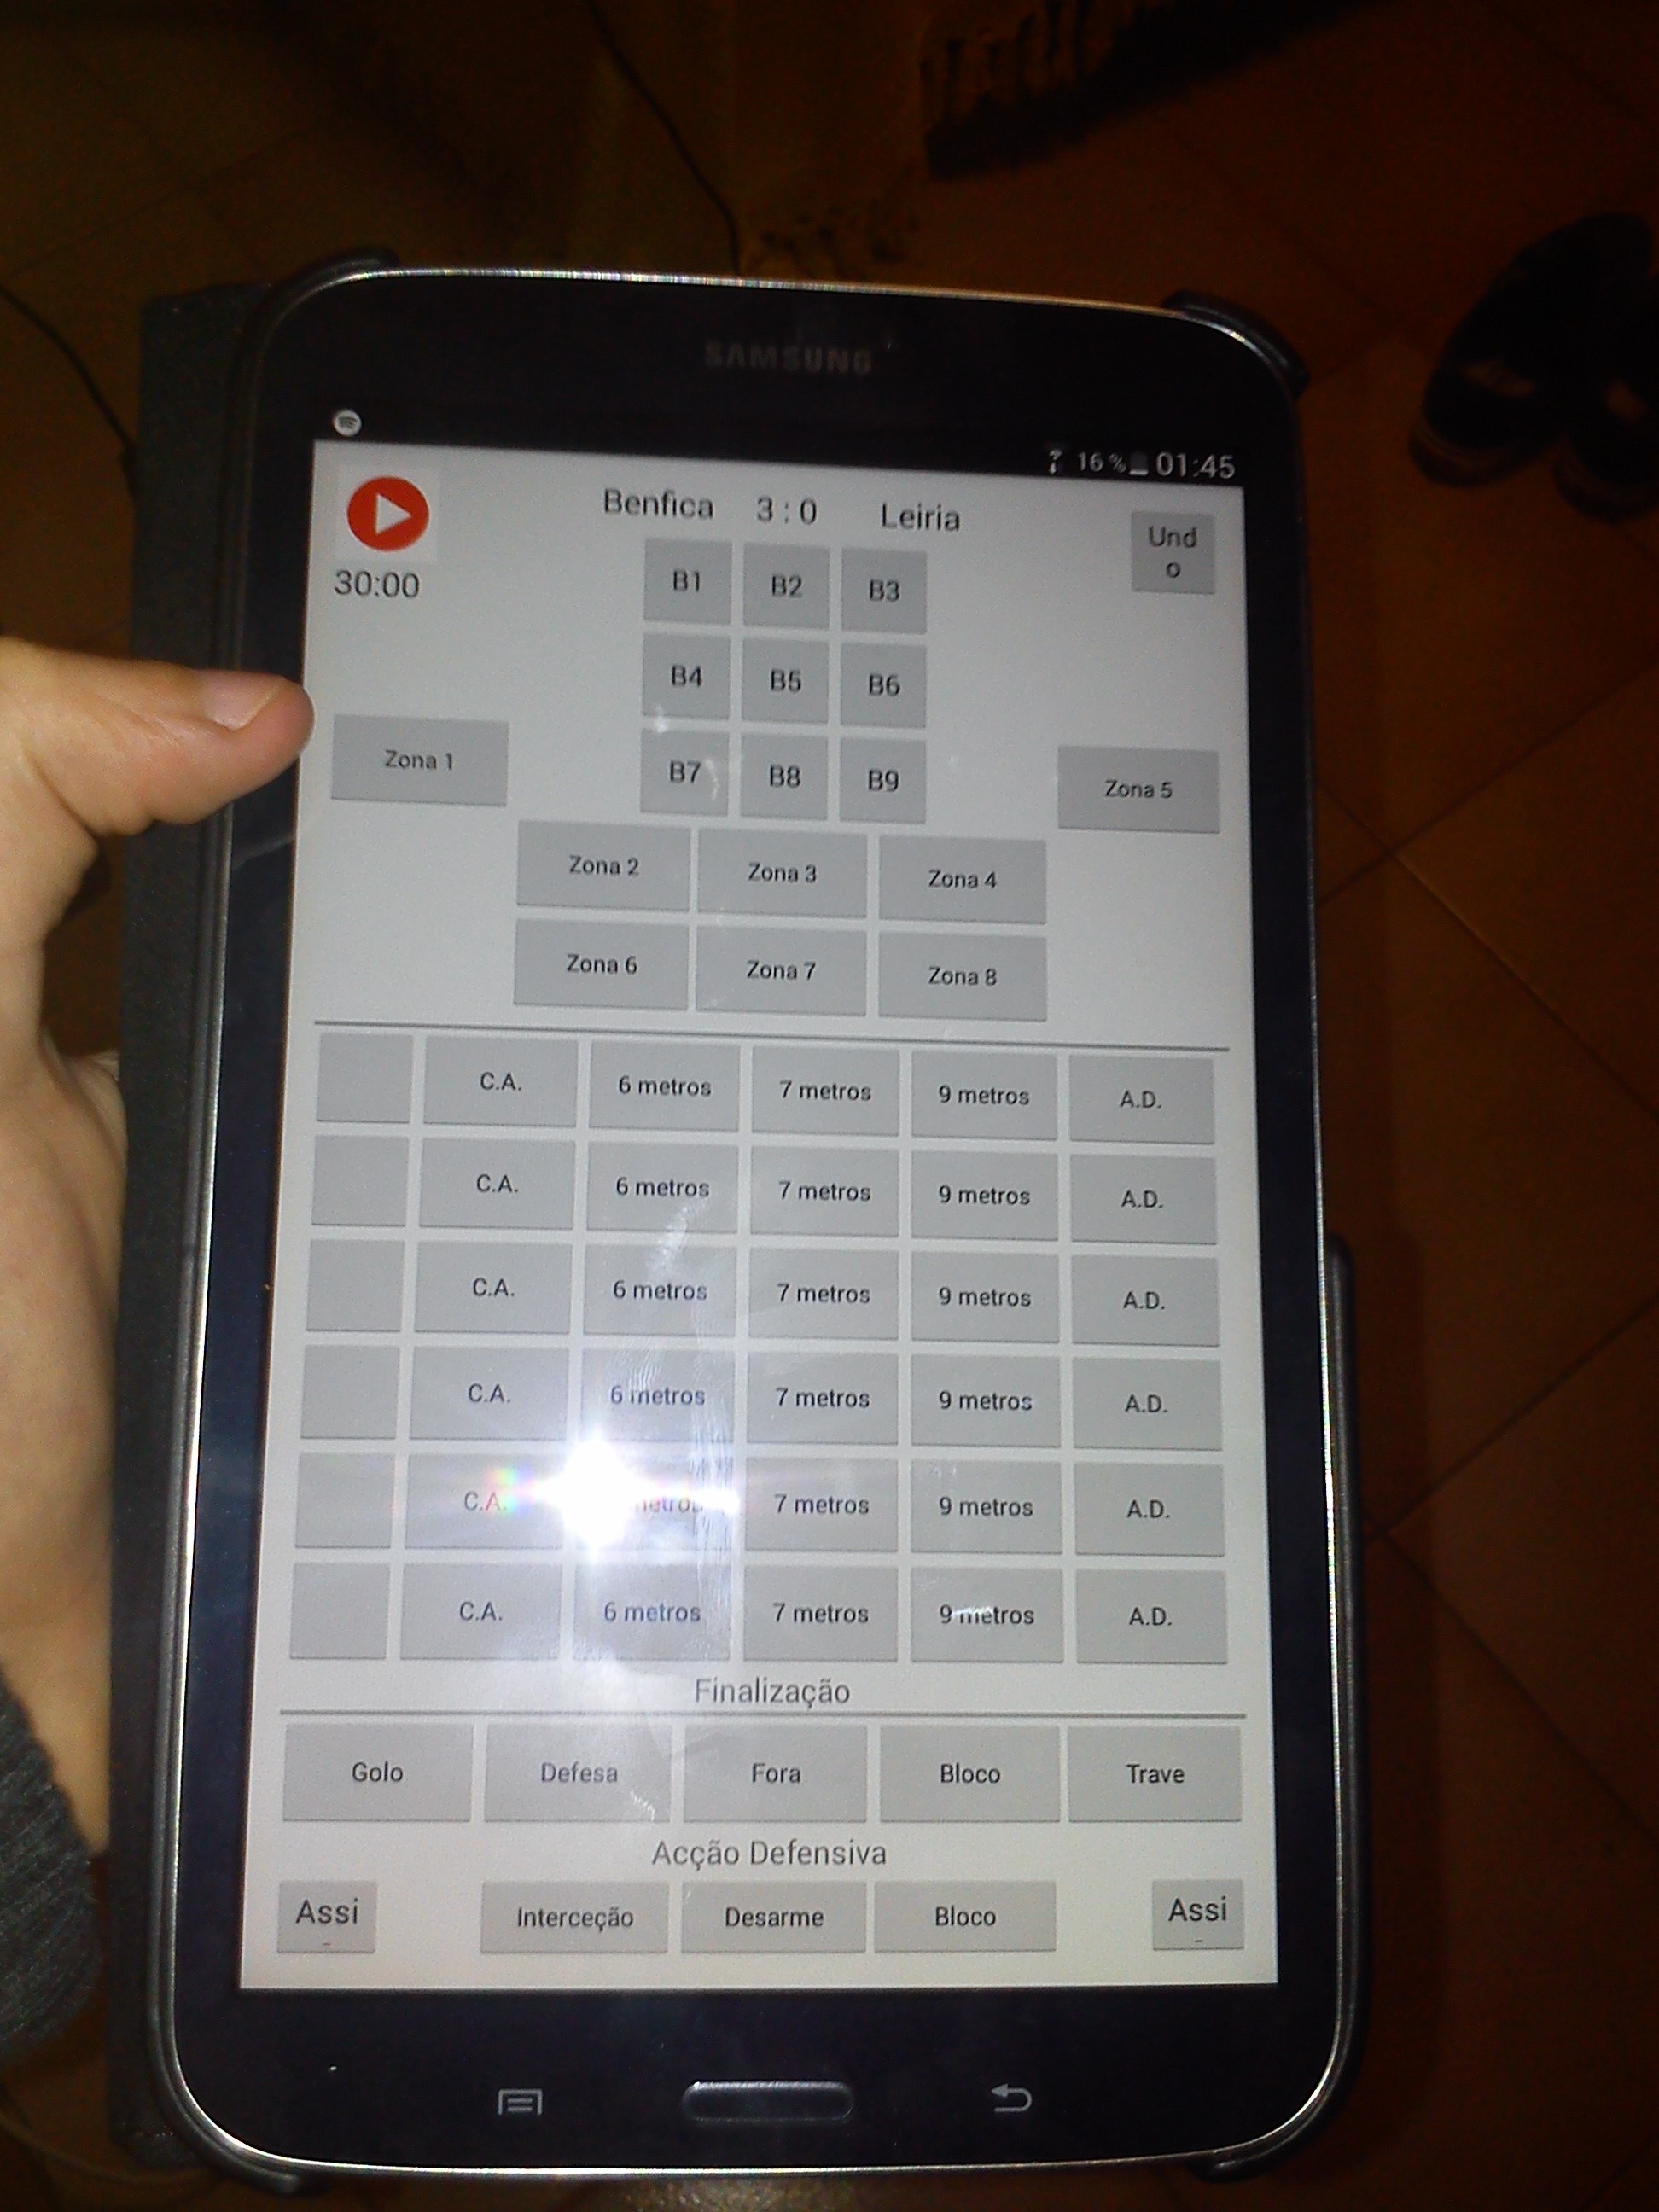 SAMSUNG
16 % 01:45
Benfica 3 : 0 Leiria
Und
o
30:00
B1 B2 B3
B4 B5 B6
B7 B8 B9
Zona 1 Zona 5
Zona 2 Zona 3 Zona 4
Zona 6 Zona 7 Zona 8
C.A. 6 metros 7 metros 9 metros A.D.
C.A. 6 metros 7 metros 9 metros A.D.
C.A. 6 metros 7 metros 9 metros A.D.
C.A. 6 metros 7 metros 9 metros A.D.
C.A. 7 metros 9 metros A.D.
C.A. 6 metros 7 metros 9 metros A.D.
Finalização
Golo Defesa Fora Bloco Trave
Acção Defensiva
Assi Interceção Desarme Bloco Assi